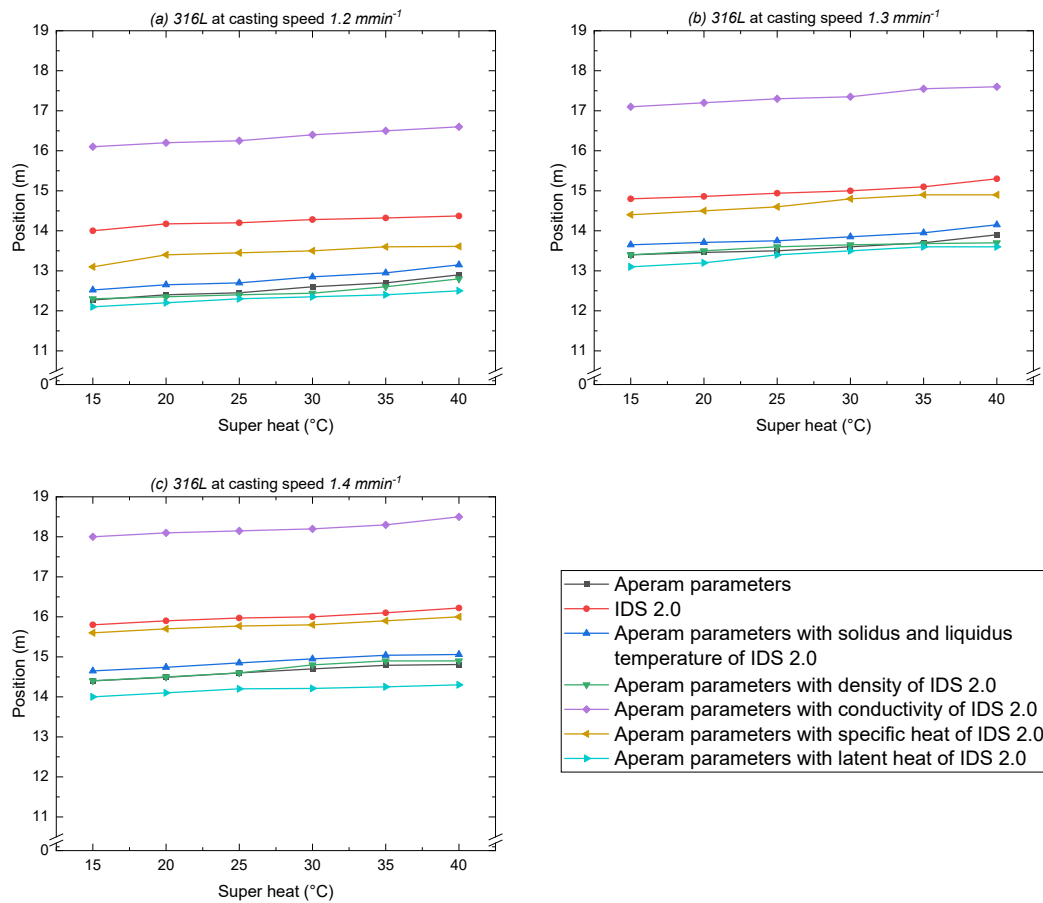 (a) 316L at casting speed 1.2 mmin⁻¹
19
18
17
16
15
14
13
12
11
0
Position (m)
15 20 25 30 35 40
Super heat (°C)
(b) 316L at casting speed 1.3 mmin⁻¹
19
18
17
16
15
14
13
12
11
0
Position (m)
15 20 25 30 35 40
Super heat (°C)
(c) 316L at casting speed 1.4 mmin⁻¹
19
18
17
16
15
14
13
12
11
0
Position (m)
15 20 25 30 35 40
Super heat (°C)
Aperam parameters
IDS 2.0
Aperam parameters with solidus and liquidus
temperature of IDS 2.0
Aperam parameters with density of IDS 2.0
Aperam parameters with conductivity of IDS 2.0
Aperam parameters with specific heat of IDS 2.0
Aperam parameters with latent heat of IDS 2.0